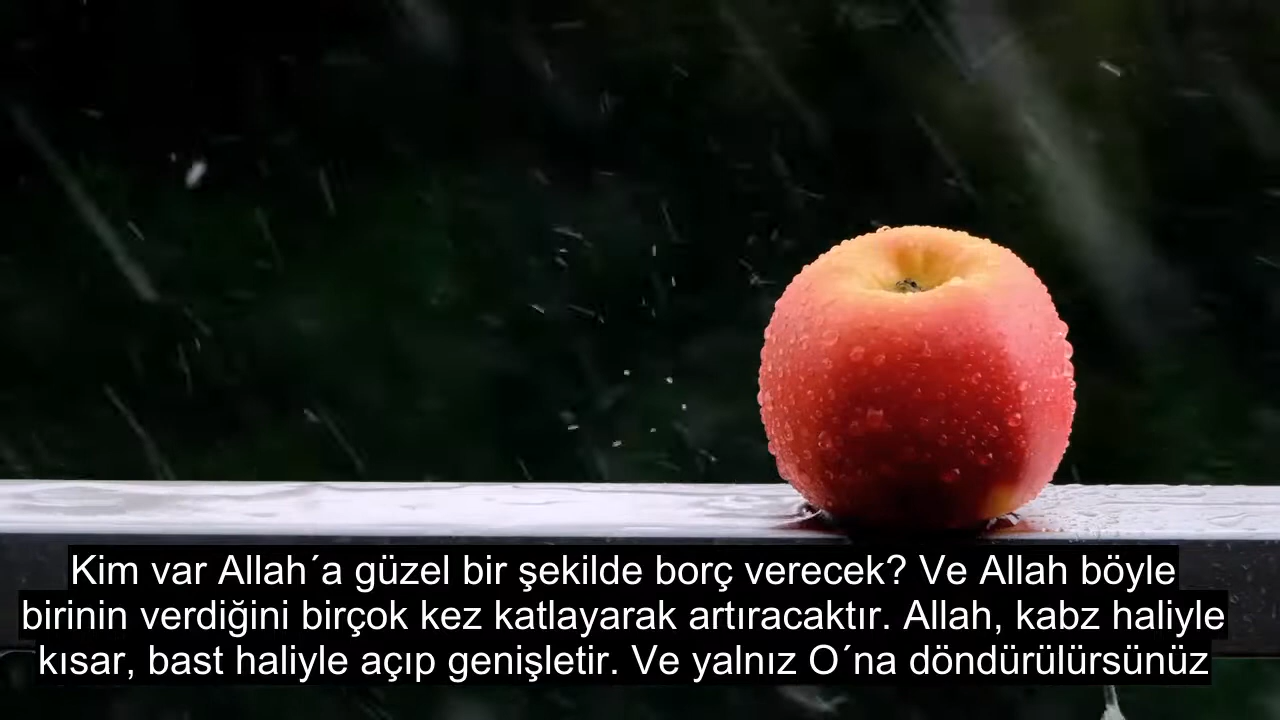 Kim var Allah´a güzel bir şekilde borç verecek? Ve Allah böyle
birinin verdiğini birçok kez katlayarak artıracaktır. Allah, kabz haliyle
kısar, bast haliyle açıp genişletir. Ve yalnız O´na döndürülürsünüz